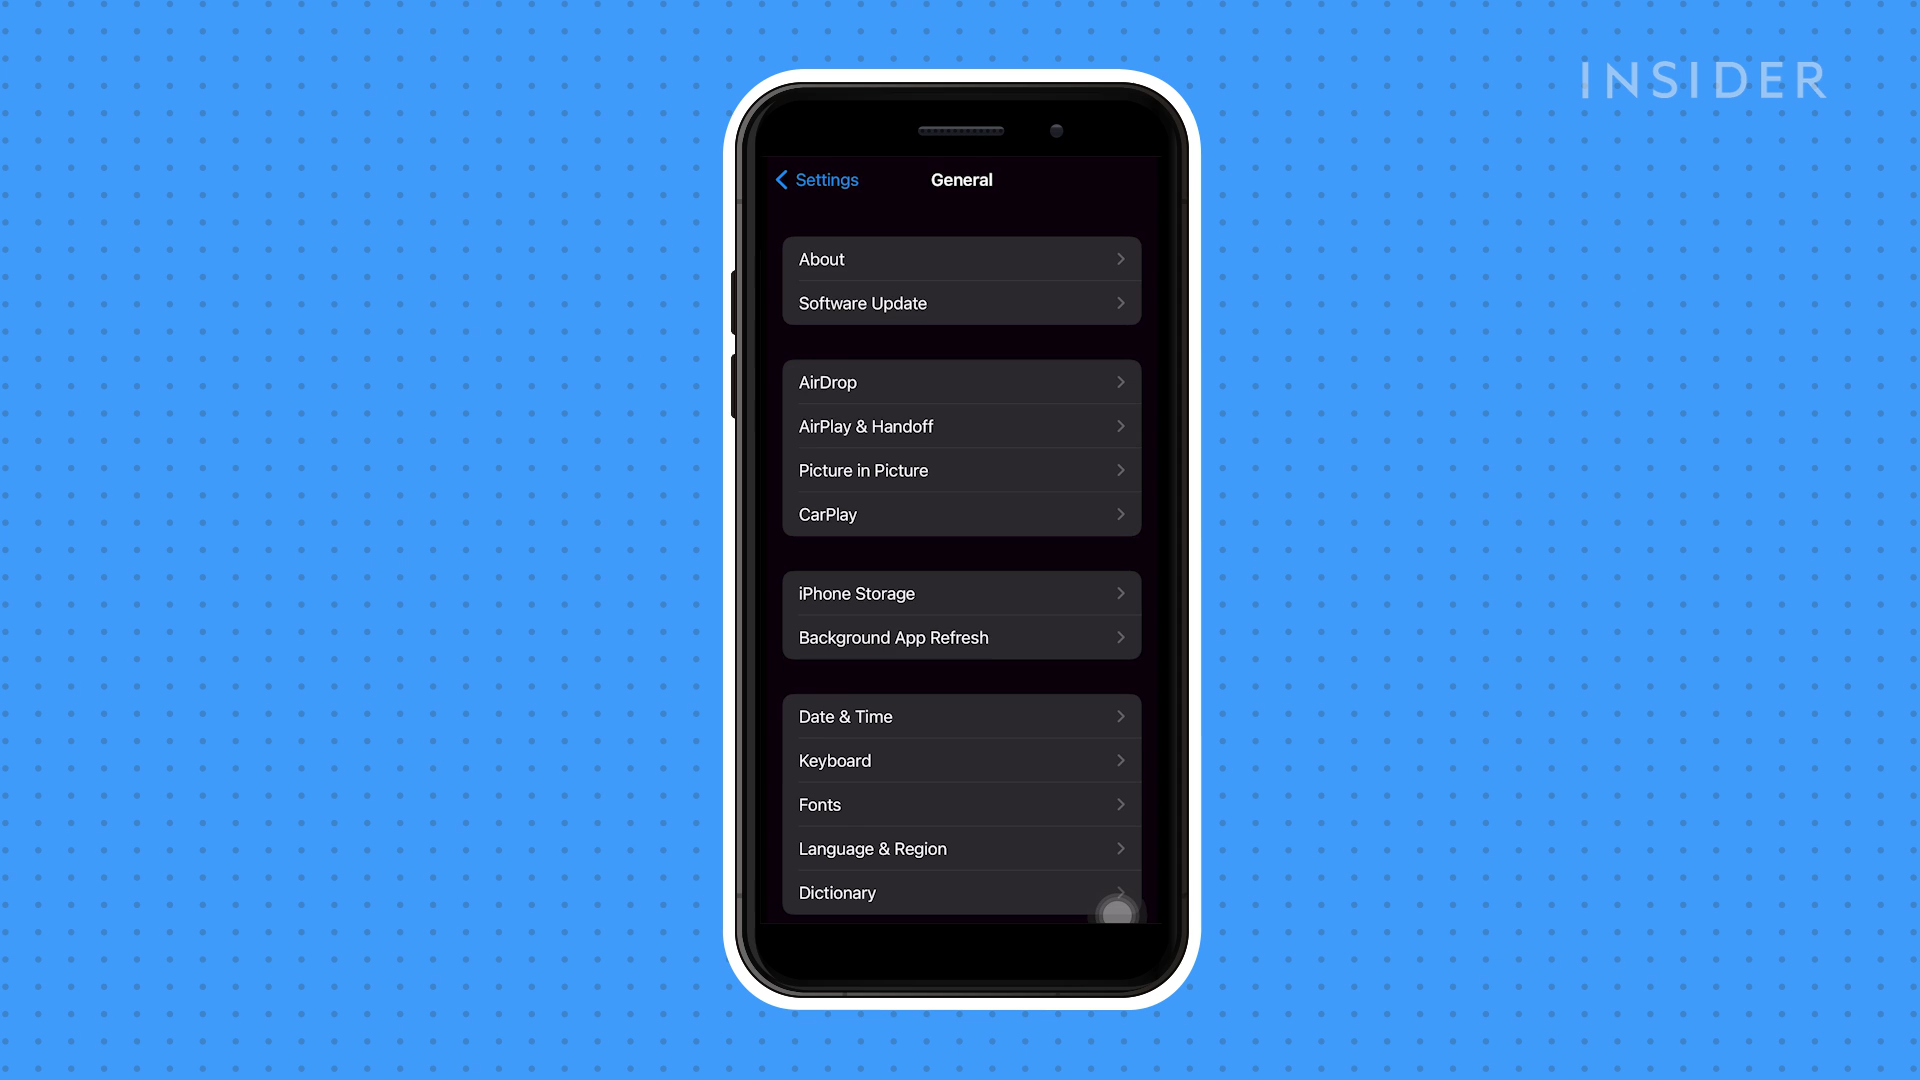 INSIDER
Settings
General
About
Software Update
AirDrop
AirPlay & Handoff
Picture in Picture
CarPlay
iPhone Storage
Background App Refresh
Date & Time
Keyboard
Fonts
Language & Region
Dictionary